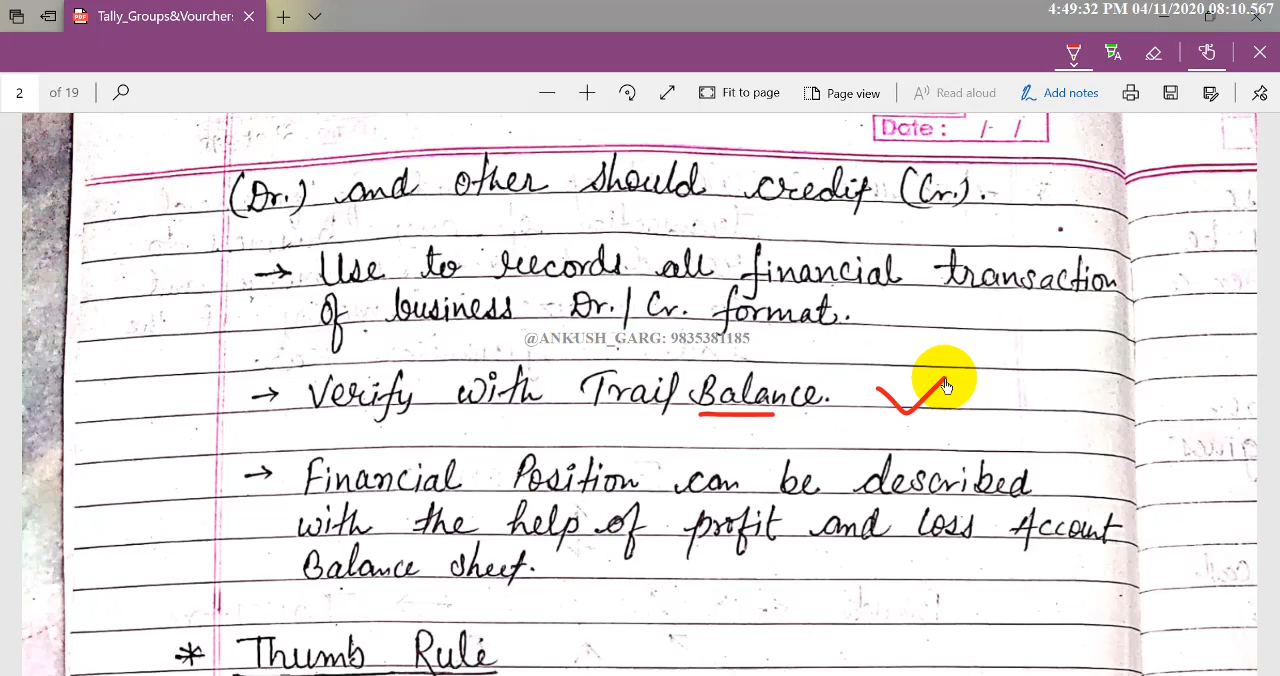 4:49:32 PM 04/11/2020 08:10.567
Tally_Groups&Vourcher
2 of 19
Fit to page
Page view
Read aloud
Add notes
Date : / /
(Dr.) and other should credit (Cr.).
→ Use to records all financial transaction
of business Dr./ Cr. format.
@ANKUSH_GARG: 9835381185
→ Verify with Trail Balance.
→ Financial Position can be described
with the help of profit and loss Account
Balance sheet.
* Thumb Rule